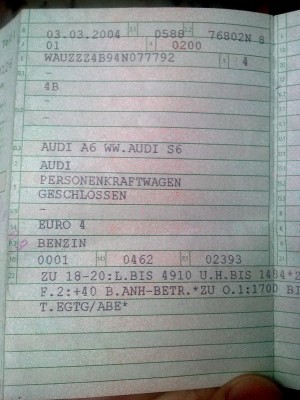 03.03.2004 0588 76802N 8
01 0200
WAUZZZ4B94N077792 4
-
4B
-
-
AUDI A6 WW.AUDI S6
AUDI
PERSONENKRAFTWAGEN
GESCHLOSSEN
-
EURO 4
BENZIN
0001 0462 02393
ZU 18-20:L.BIS 4910 U.H.BIS 1484*Z
F.2:+40 B.ANH-BETR.*ZU O.1:1700 BI
T.EGTG/ABE*